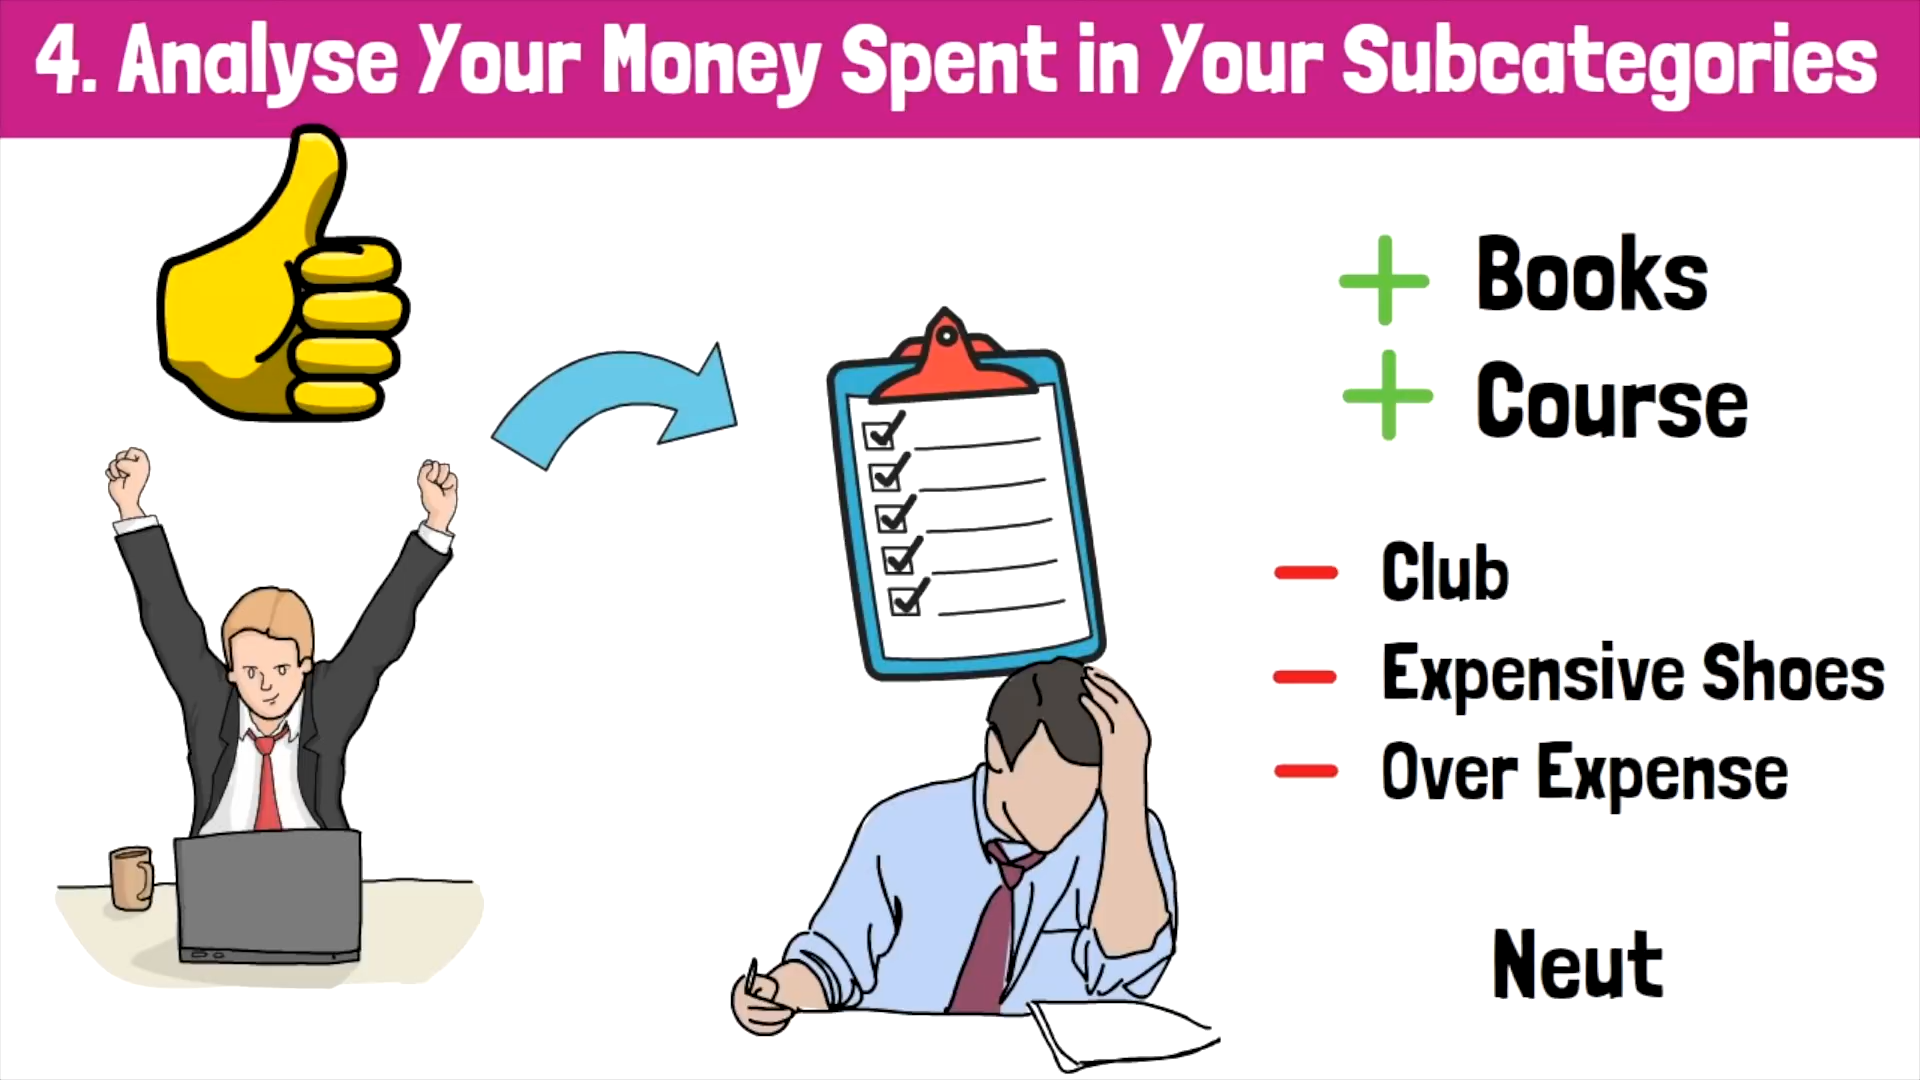 4. Analyse Your Money Spent in Your Subcategories
+ Books
+ Course
- Club
- Expensive Shoes
- Over Expense
Neut